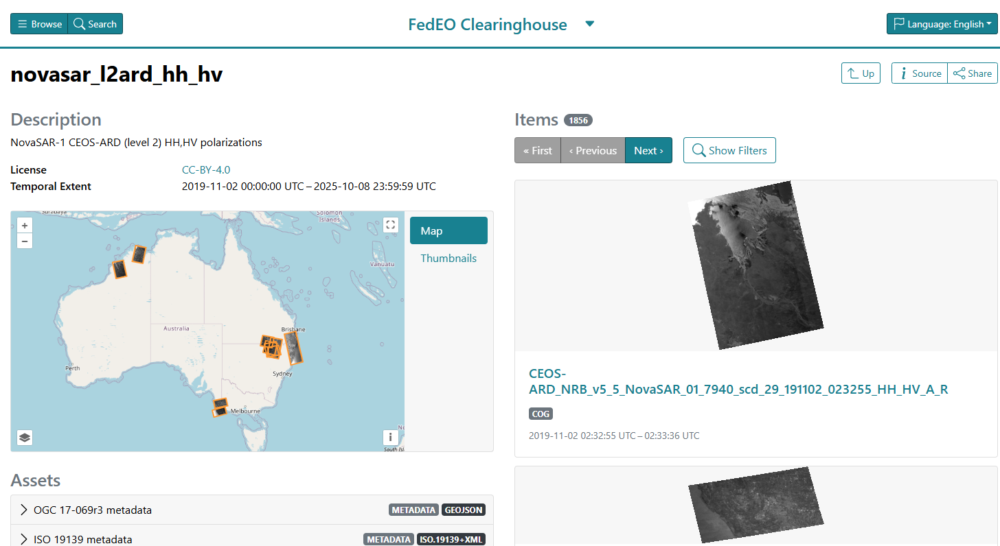 Browse
Search
FedEO Clearinghouse
Language: English
novasar_l2ard_hh_hv
Up
Source
Share
Description
NovaSAR-1 CEOS-ARD (level 2) HH,HV polarizations
License CC-BY-4.0
Temporal Extent 2019-11-02 00:00:00 UTC – 2025-10-08 23:59:59 UTC
Surabaya
Solomon
Islands
Vanuatu
Australia
Brisbane
Perth
Sydney
Melbourne
Ne
South Isl
+
−
i
Map
Thumbnails
Assets
OGC 17-069r3 metadata METADATA GEOJSON
ISO 19139 metadata METADATA ISO.19139+XML
Items 1856
« First ‹ Previous Next › Show Filters
CEOS-
ARD_NRB_v5_5_NovaSAR_01_7940_scd_29_191102_023255_HH_HV_A_R
COG
2019-11-02 02:32:55 UTC – 02:33:36 UTC